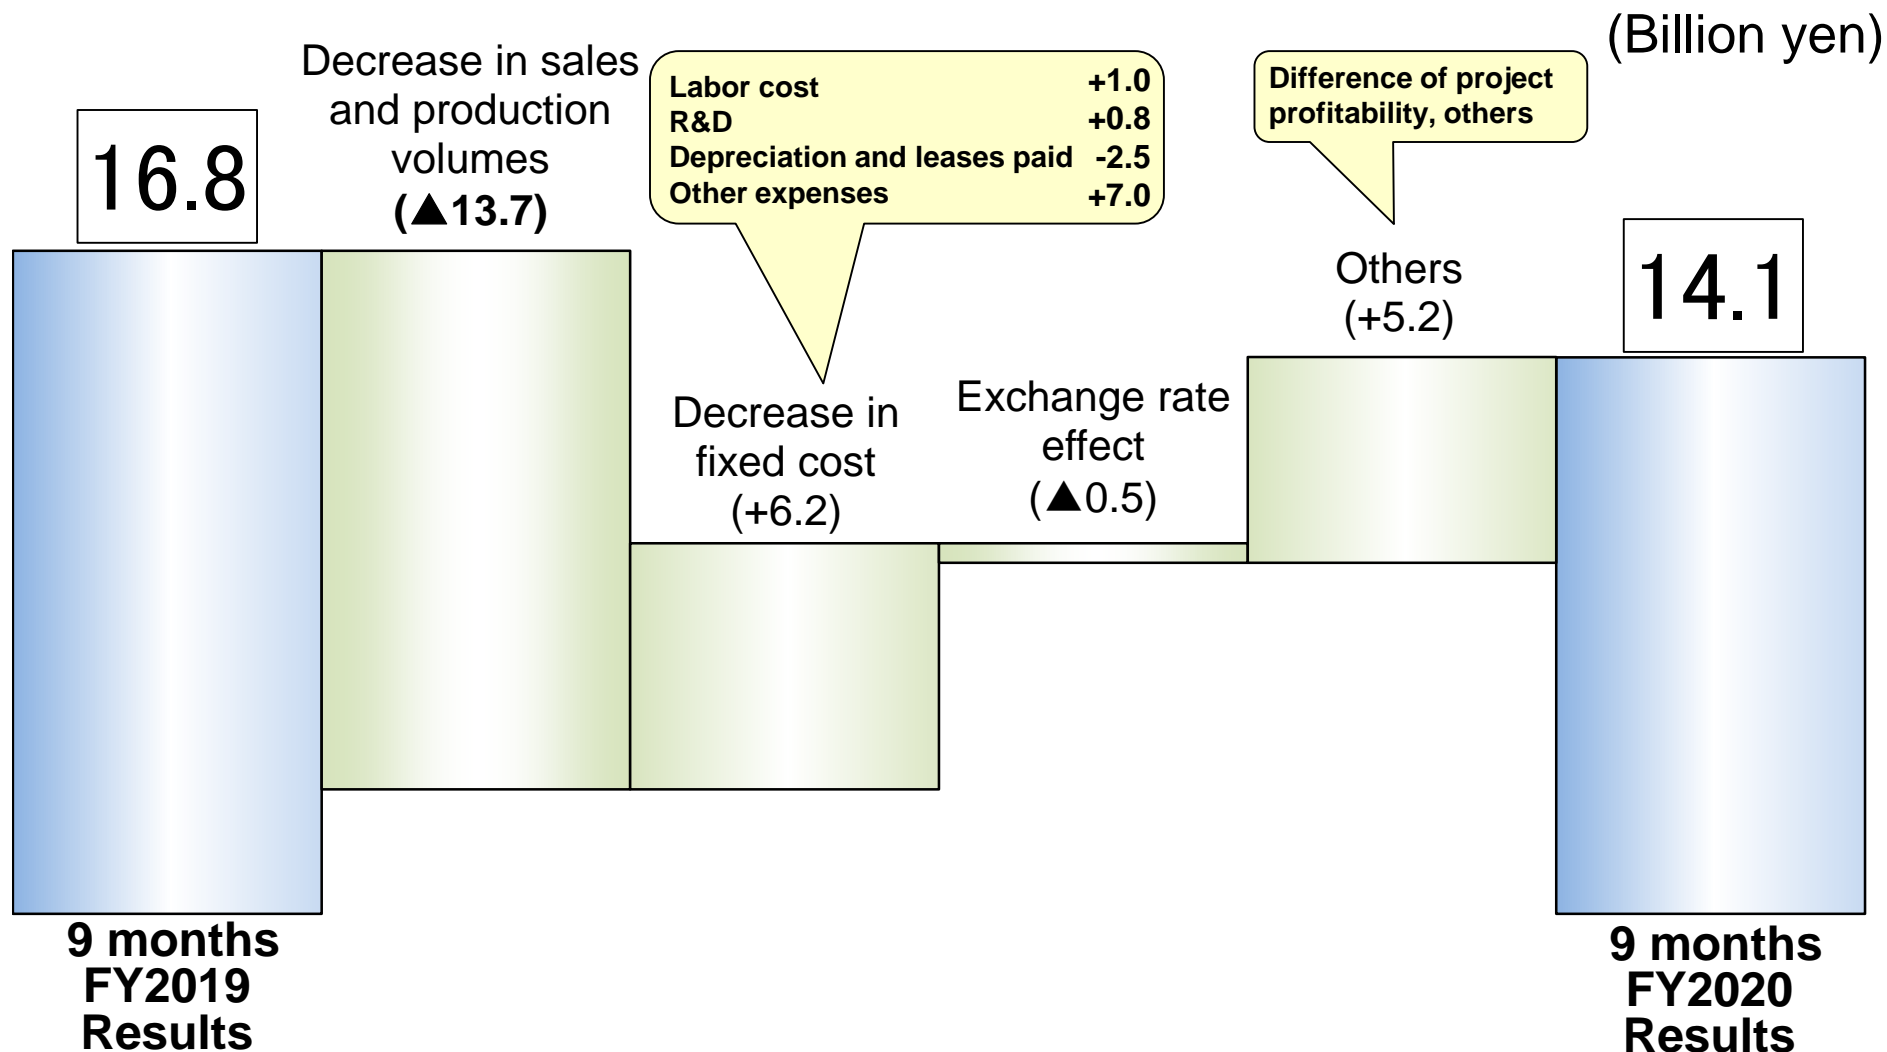 (Billion yen)
16.8
Decrease in sales
and production
volumes
(▲13.7)
Labor cost +1.0
R&D +0.8
Depreciation and leases paid -2.5
Other expenses +7.0
Decrease in
fixed cost
(+6.2)
Exchange rate
effect
(▲0.5)
Difference of project
profitability, others
Others
(+5.2)
14.1
9 months
FY2019
Results
9 months
FY2020
Results